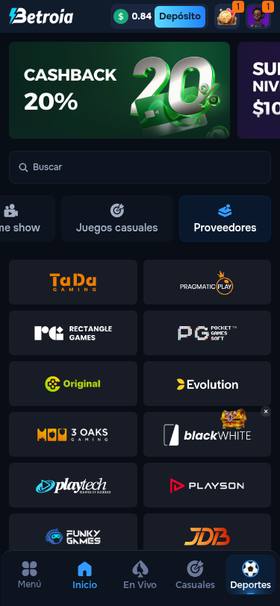 Betroia
$ 0.84 Depósito
1
1
CASHBACK
20%
20
SU
NIV
$10
Buscar
me show
Juegos casuales
Proveedores
TaDa
GAMING
PRAGMATIC PLAY
rg RECTANGLE
GAMES
PG POCKET
GAMES
SOFT
Original
Evolution
3 OAKS
GAMING
blackWHITE
playtech
PLAYSON
FUNKY
GAMES
JDB
Menú
Inicio
En Vivo
Casuales
Deportes